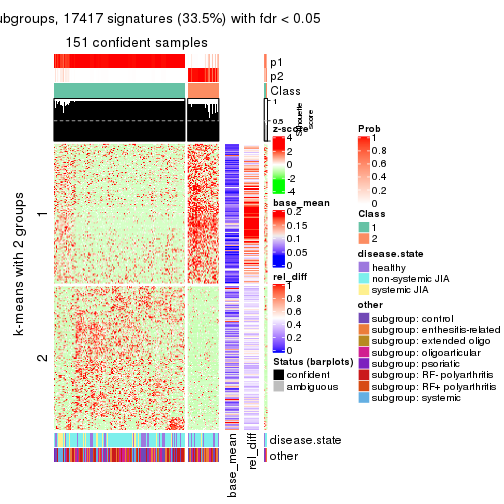 ubgroups, 17417 signatures (33.5%) with fdr < 0.05
151 confident samples
p1
p2
Class
1
0.5
0
Silhouette
score
k-means with 2 groups
1
2
base_mean
rel_diff
disease.state
other
z-score
4
2
0
-2
-4
base_mean
0.2
0.15
0.1
0.05
0
rel_diff
1
0.8
0.6
0.4
0.2
0
Status (barplots)
confident
ambiguous
Prob
1
0.8
0.6
0.4
0.2
0
Class
1
2
disease.state
healthy
non-systemic JIA
systemic JIA
other
subgroup: control
subgroup: enthesitis-related
subgroup: extended oligo
subgroup: oligoarticular
subgroup: psoriatic
subgroup: RF- polyarthritis
subgroup: RF+ polyarthritis
subgroup: systemic